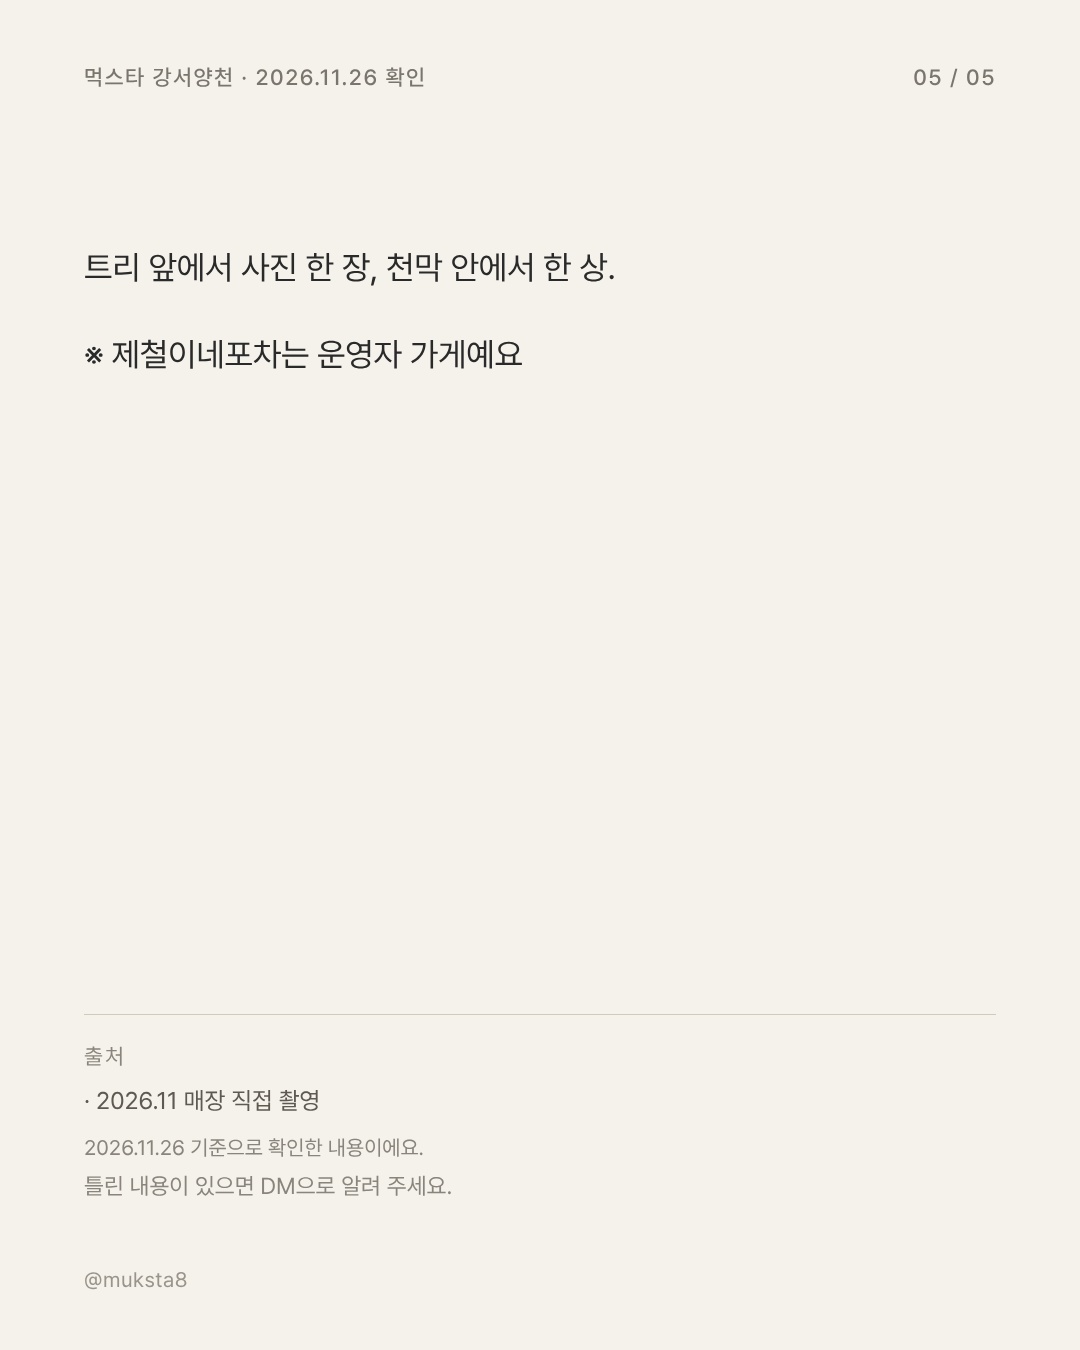 먹스타 강서양천 · 2026.11.26 확인
05 / 05
트리 앞에서 사진 한 장, 천막 안에서 한 상.
※ 제철이네포차는 운영자 가게예요
출처
· 2026.11 매장 직접 촬영
2026.11.26 기준으로 확인한 내용이에요.
틀린 내용이 있으면 DM으로 알려 주세요.
@muksta8